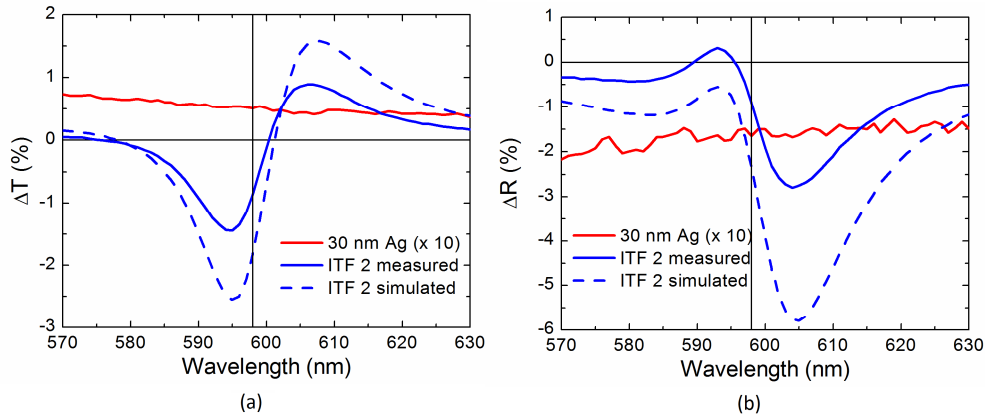 2
1
0
-1
-2
-3
ΔT (%)
30 nm Ag (x 10)
ITF 2 measured
ITF 2 simulated
570 580 590 600 610 620 630
Wavelength (nm)
(a)
1
0
-1
-2
-3
-4
-5
-6
ΔR (%)
30 nm Ag (x 10)
ITF 2 measured
ITF 2 simulated
570 580 590 600 610 620 630
Wavelength (nm)
(b)